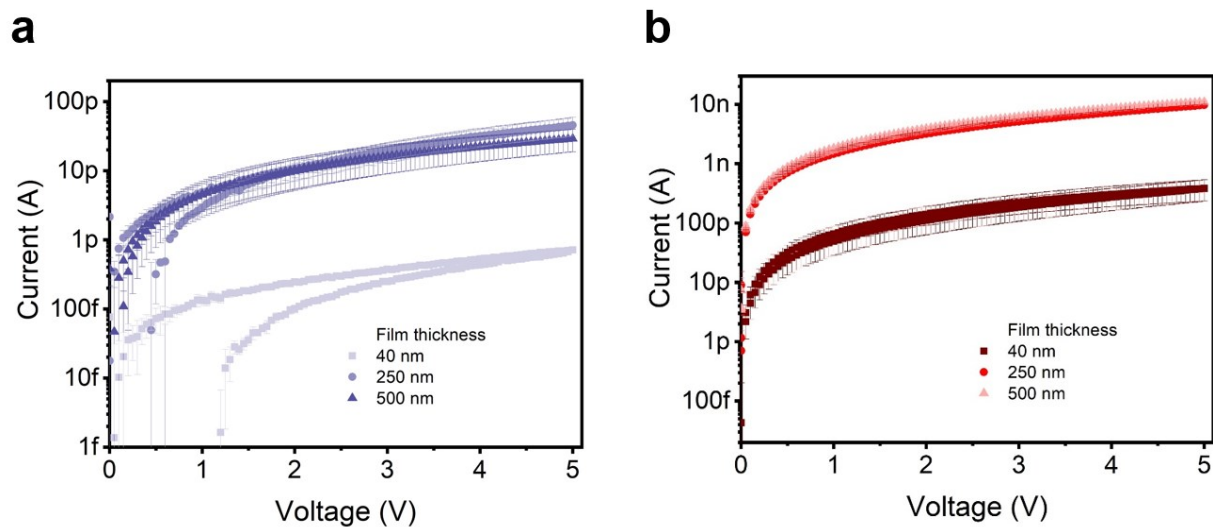 a
100p
10p
1p
100f
10f
1f
Current (A)
Film thickness
40 nm
250 nm
500 nm
0 1 2 3 4 5
Voltage (V)
b
10n
1n
100p
10p
1p
100f
Current (A)
Film thickness
40 nm
250 nm
500 nm
0 1 2 3 4 5
Voltage (V)